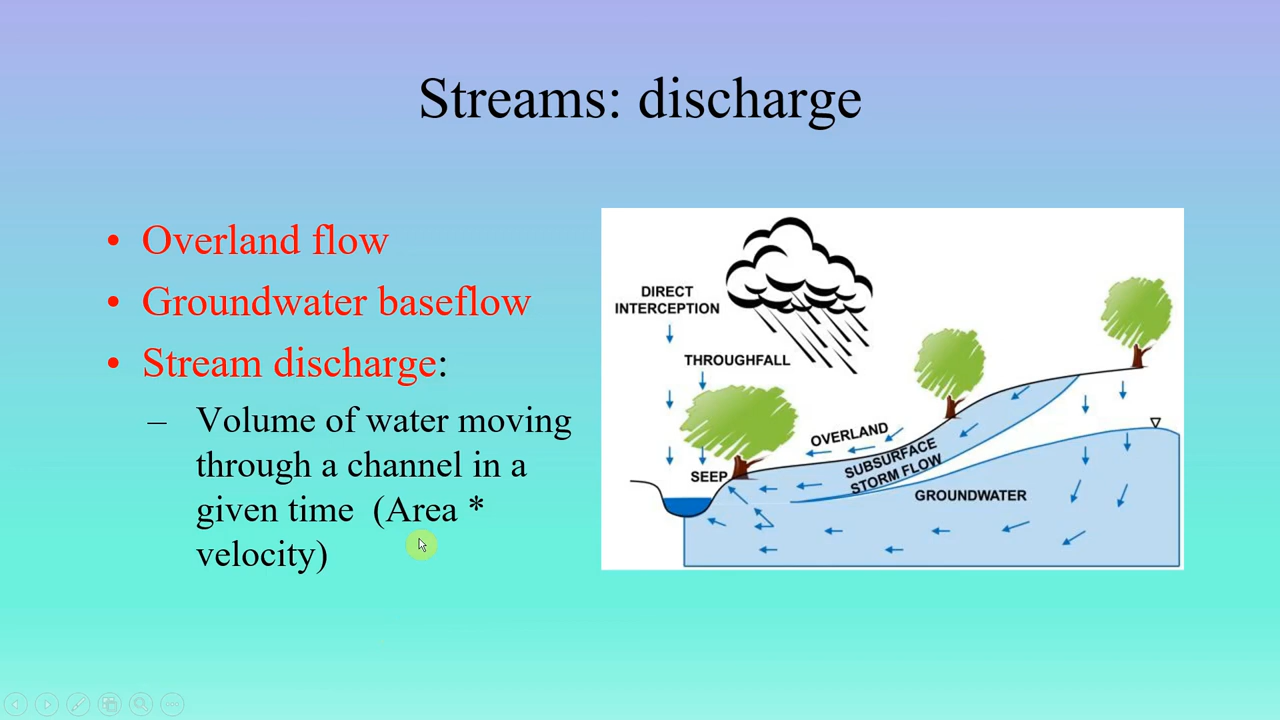 Streams: discharge
• Overland flow
• Groundwater baseflow
• Stream discharge:
– Volume of water moving
through a channel in a
given time (Area *
velocity)
DIRECT
INTERCEPTION
THROUGHFALL
OVERLAND
SUBSURFACE
STORM FLOW
SEEP
GROUNDWATER